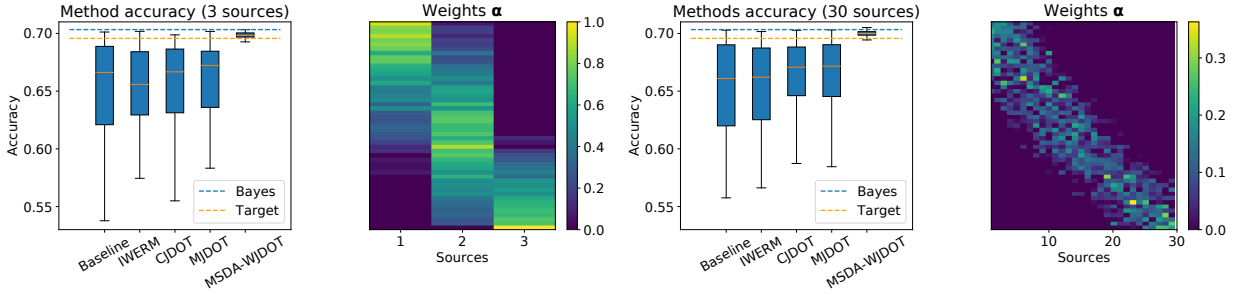 Method accuracy (3 sources)
Accuracy
0.70
0.65
0.60
0.55
Bayes
Target
Baseline
IWERM
CJDOT
MJDOT
MSDA-WJDOT
Weights α
1.0
0.8
0.6
0.4
0.2
0.0
1 2 3
Sources
Methods accuracy (30 sources)
Accuracy
0.70
0.65
0.60
0.55
Bayes
Target
Baseline
IWERM
CJDOT
MJDOT
MSDA-WJDOT
Weights α
0.3
0.2
0.1
0.0
10 20 30
Sources